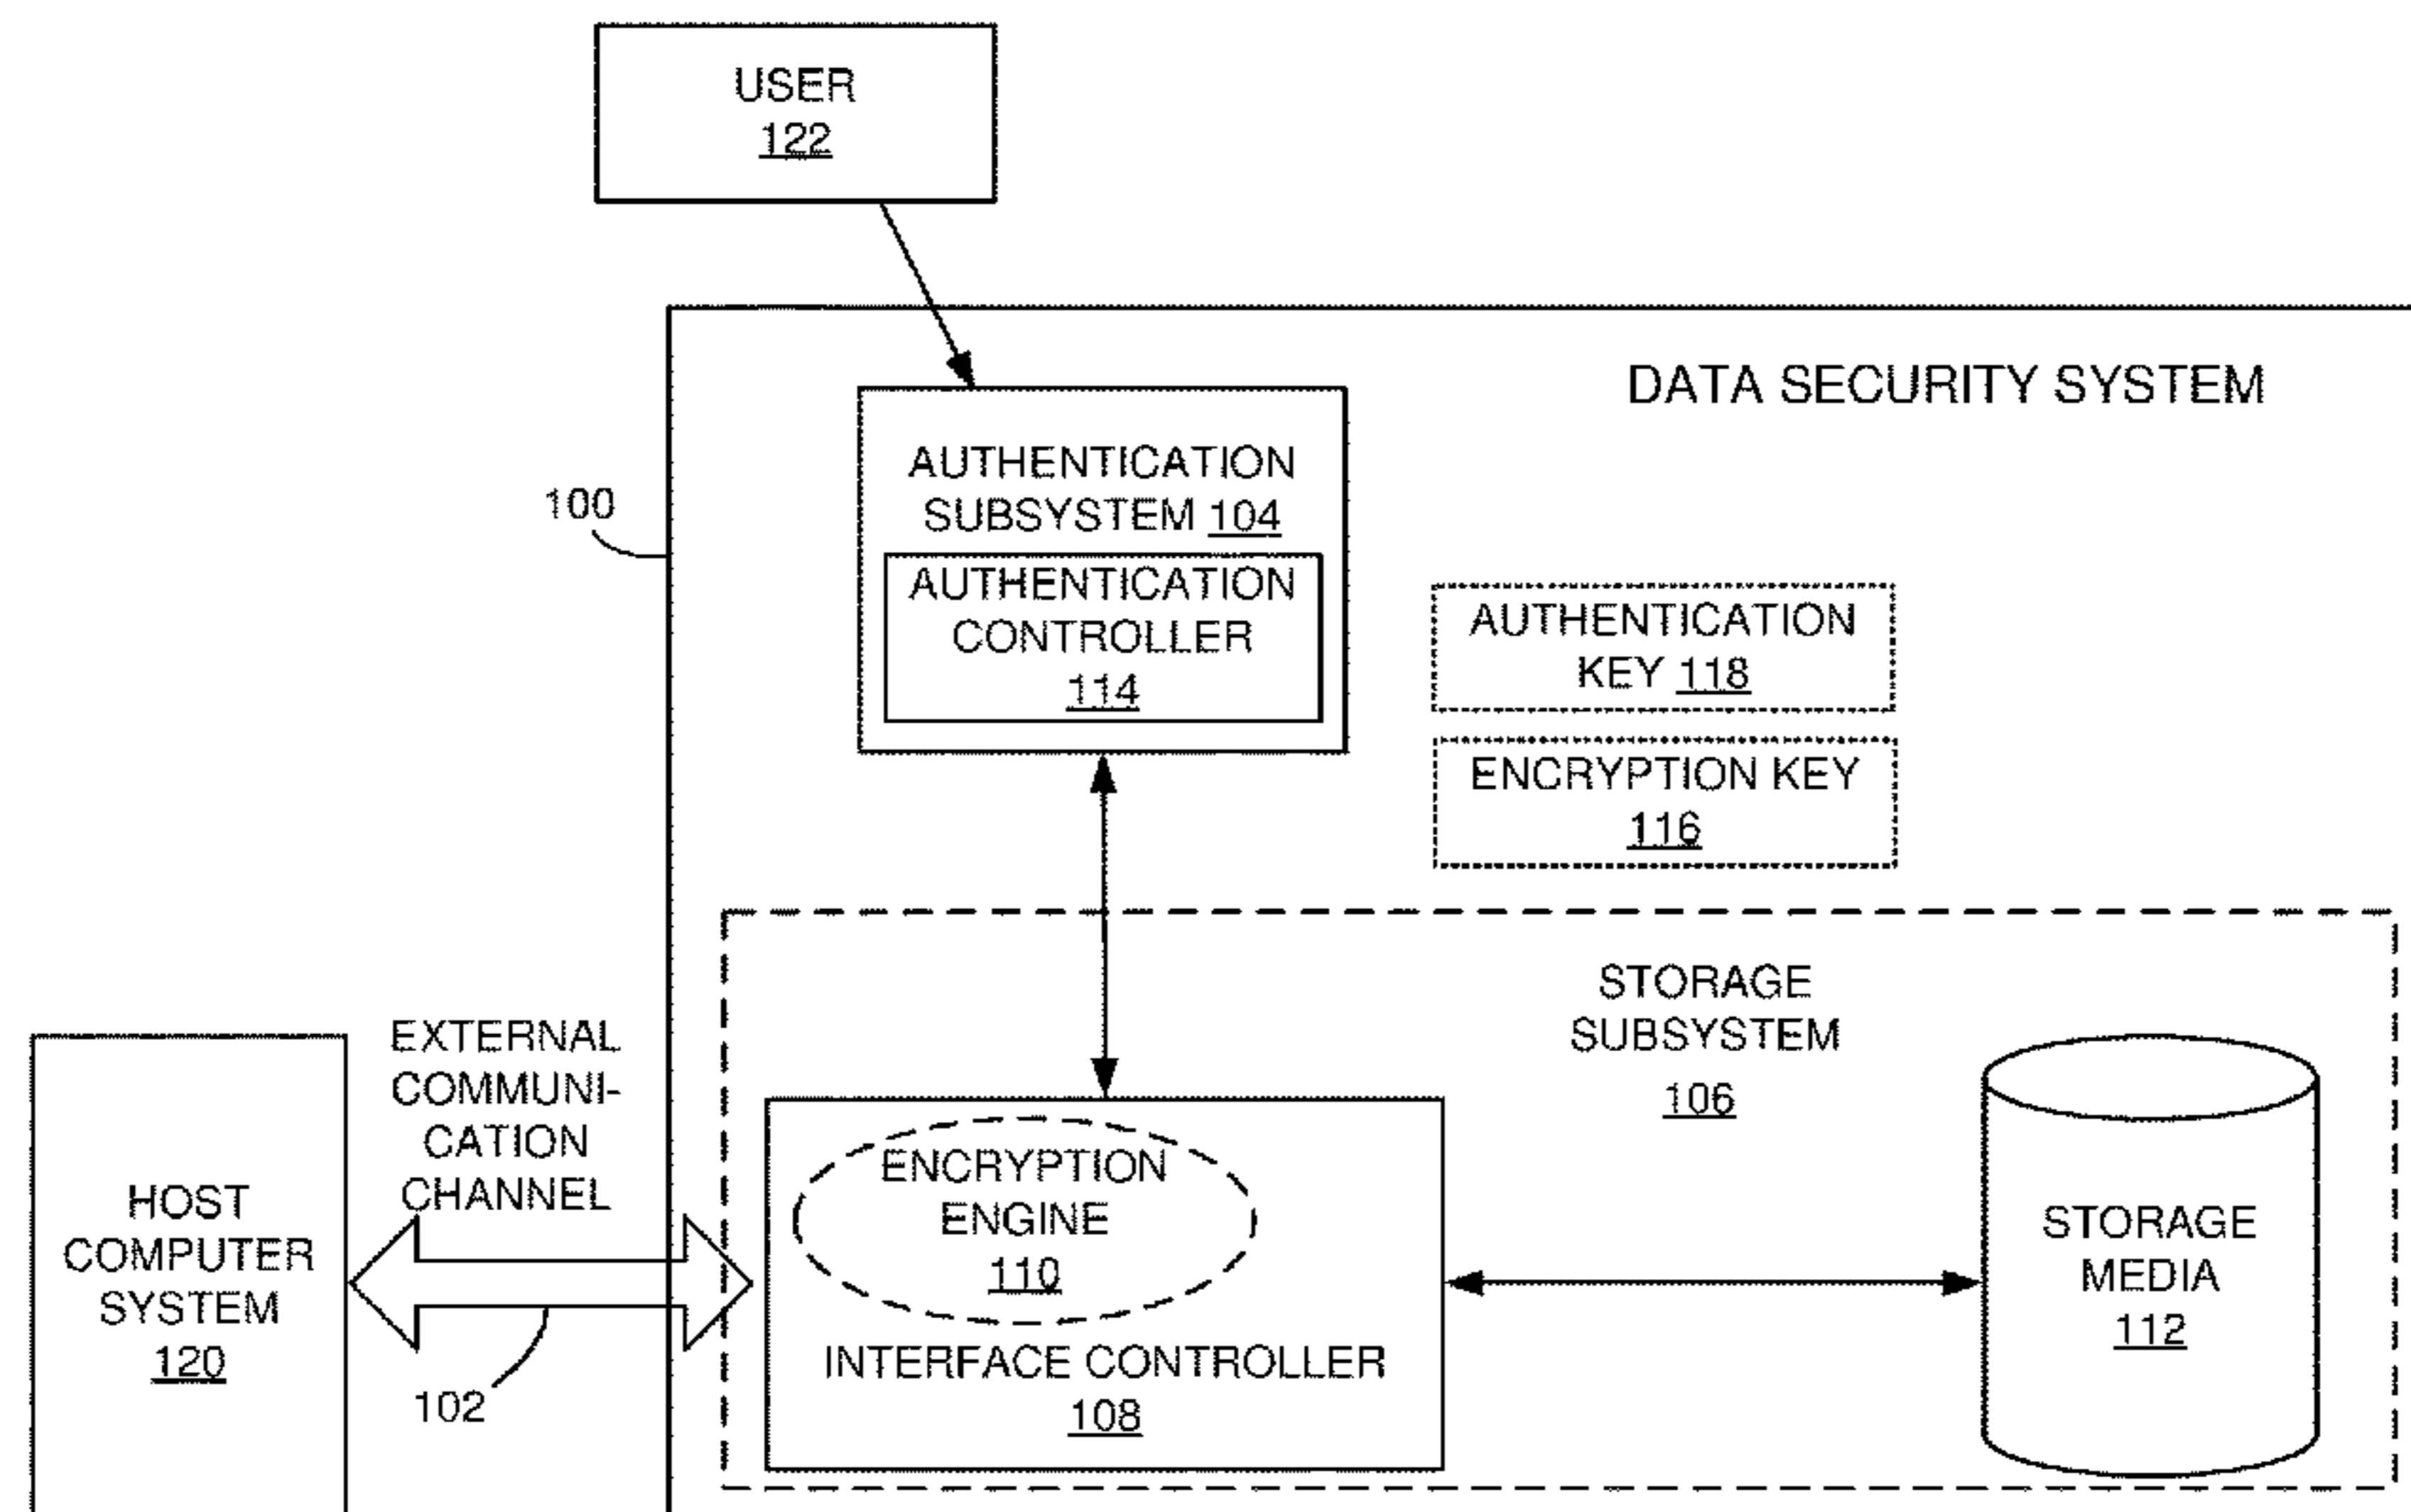 USER
122
DATA SECURITY SYSTEM
100
AUTHENTICATION
SUBSYSTEM 104
AUTHENTICATION
CONTROLLER
114
AUTHENTICATION
KEY 118
ENCRYPTION KEY
116
STORAGE
SUBSYSTEM
106
EXTERNAL
COMMUNI-
CATION
CHANNEL
HOST
COMPUTER
SYSTEM
120
102
ENCRYPTION
ENGINE
110
INTERFACE CONTROLLER
108
STORAGE
MEDIA
112